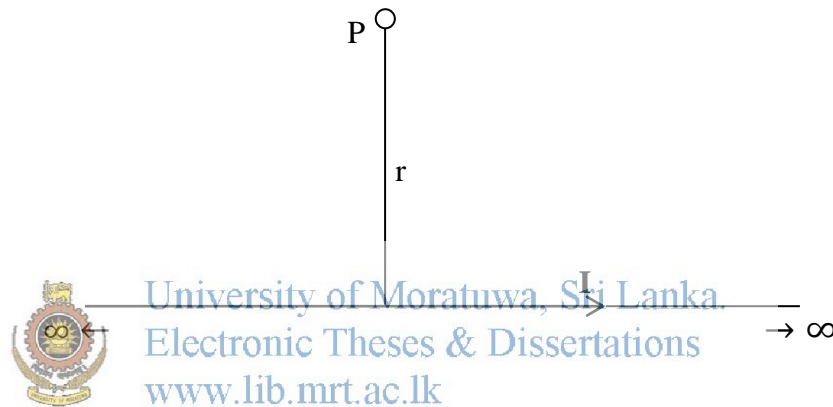 P
r
I
University of Moratuwa, Sri Lanka.
∞ ∞
Electronic Theses & Dissertations
www.lib.mrt.ac.lk